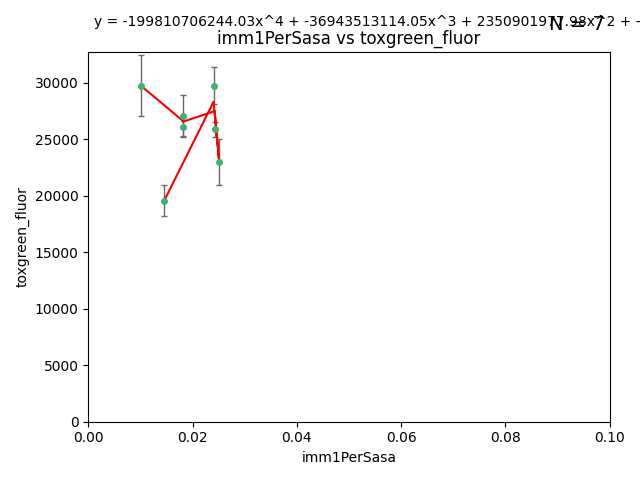 y = -199810706244.03x^4 + -36943513114.05x^3 + 2350901977.98x^2 + -
N = 7
imm1PerSasa vs toxgreen_fluor
30000
25000
20000
15000
10000
5000
0
toxgreen_fluor
0.00 0.02 0.04 0.06 0.08 0.10
imm1PerSasa